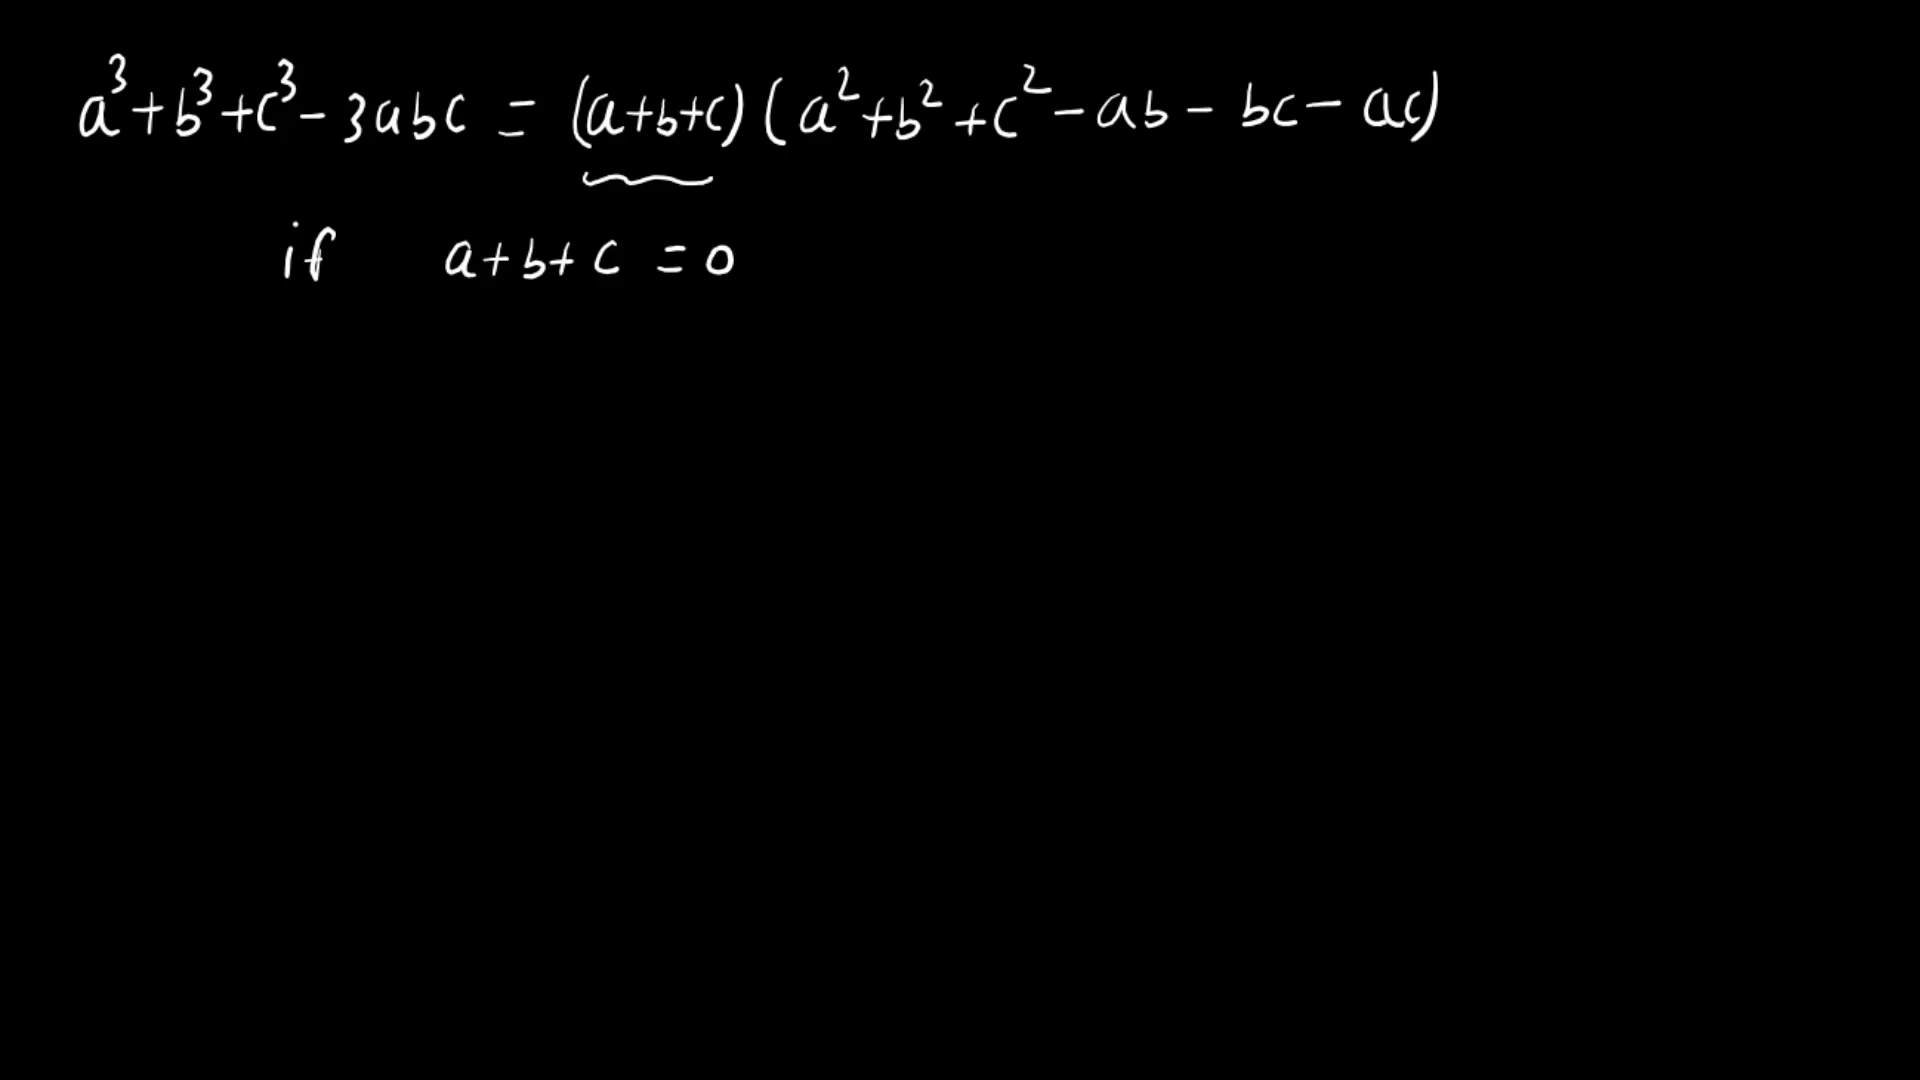 a³+b³+c³-3abc = (a+b+c)(a²+b²+c²-ab-bc-ac)
if a+b+c=0